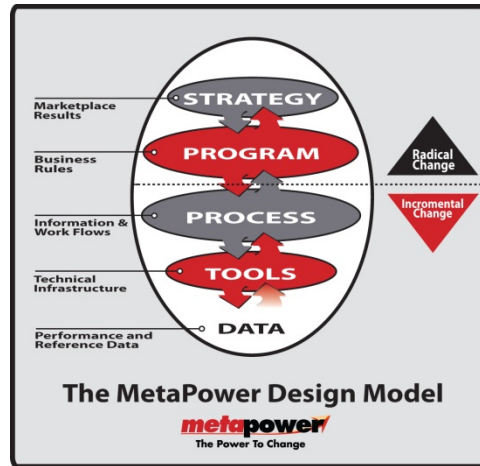 STRATEGY
Marketplace
Results
PROGRAM
Business
Rules
Radical
Change
PROCESS
Information &
Work Flows
Incromental
Change
TOOLS
Technical
Infrastructure
DATA
Performance and
Reference Data
The MetaPower Design Model
metapower
The Power To Change